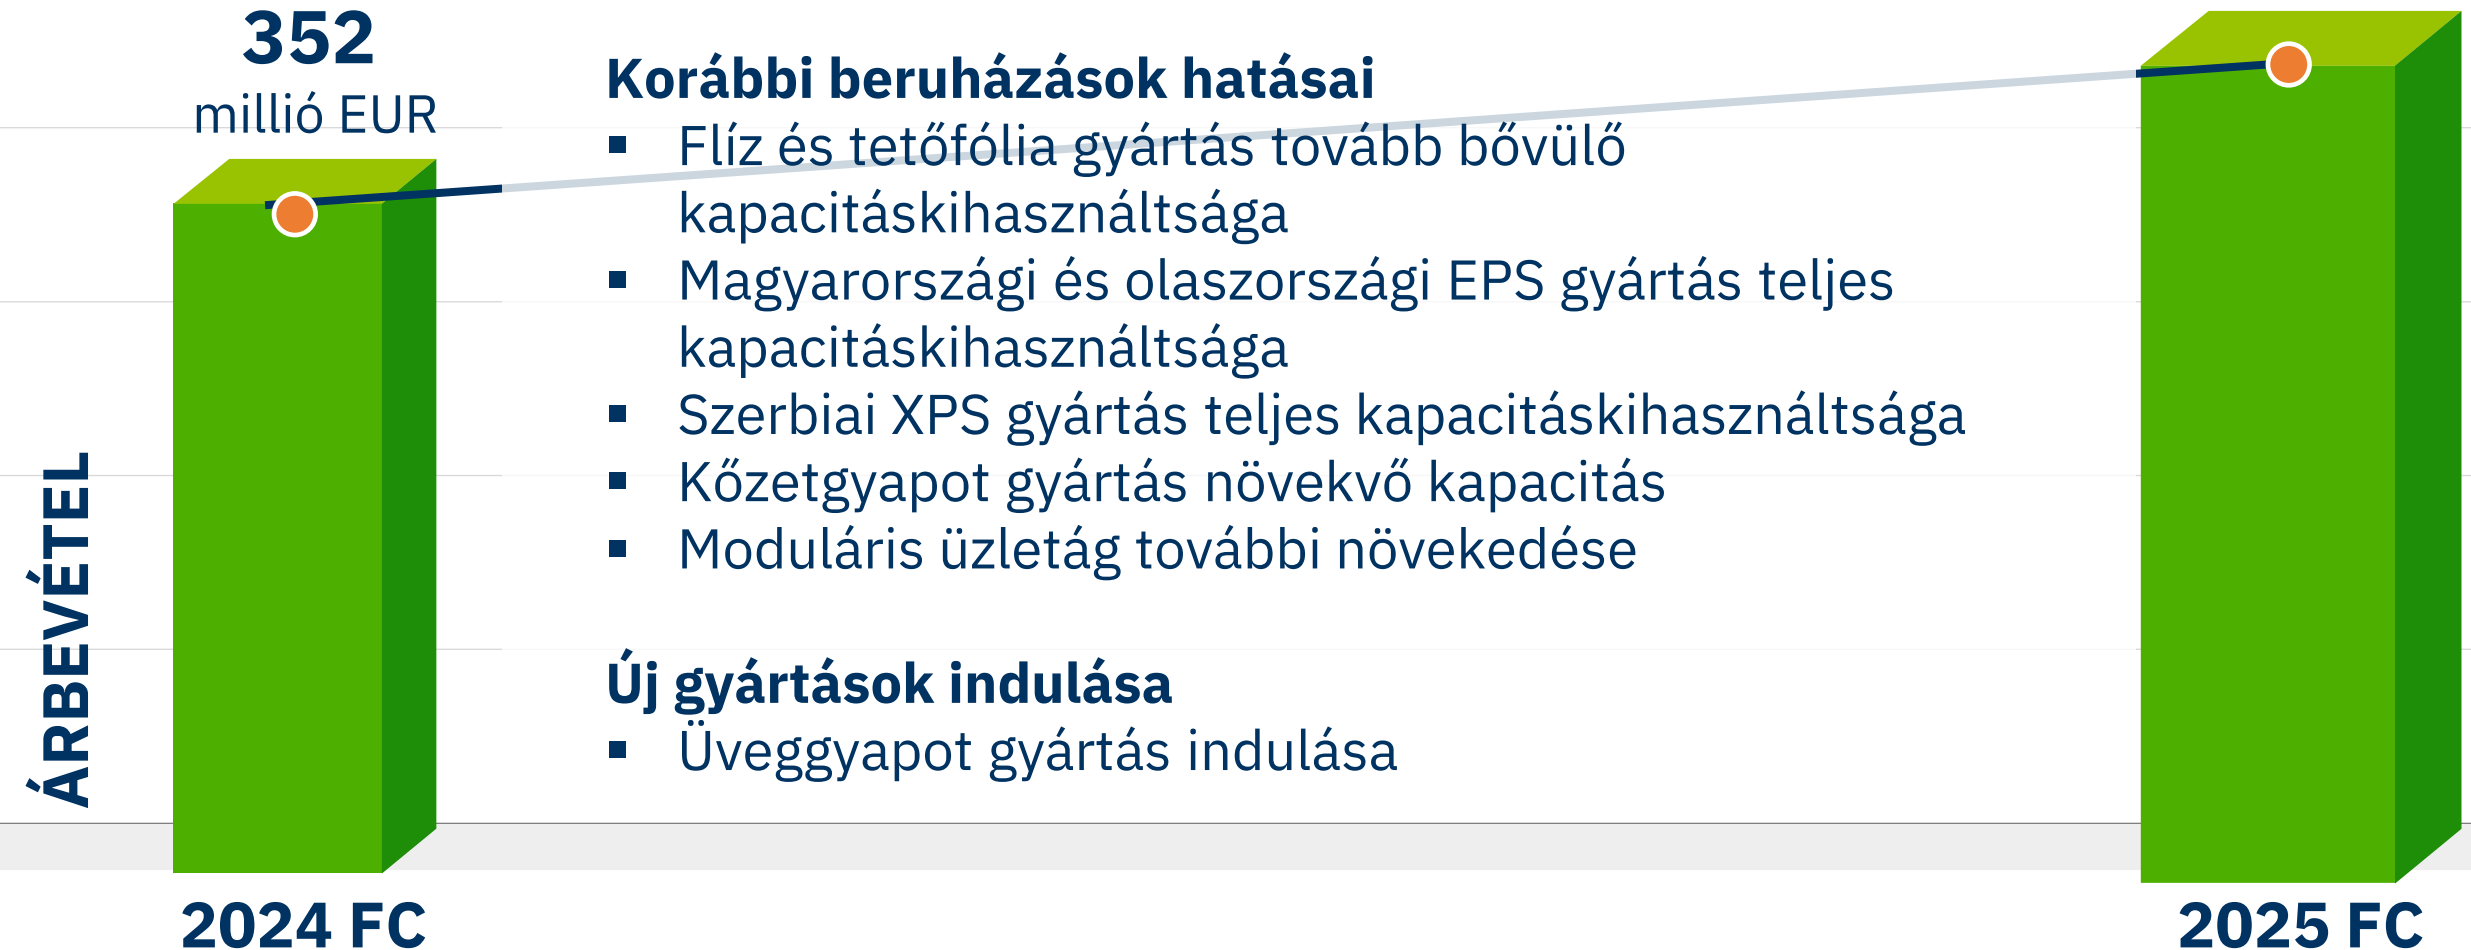 352
millió EUR
Korábbi beruházások hatásai
▪ Flíz és tetőfólia gyártás tovább bővülő
kapacitáskihasználtsága
▪ Magyarországi és olaszországi EPS gyártás teljes
kapacitáskihasználtsága
▪ Szerbiai XPS gyártás teljes kapacitáskihasználtsága
▪ Kőzetgyapot gyártás növekvő kapacitás
▪ Moduláris üzletág további növekedése
Új gyártások indulása
▪ Üveggyapot gyártás indulása
ÁRBEVÉTEL
2024 FC
2025 FC